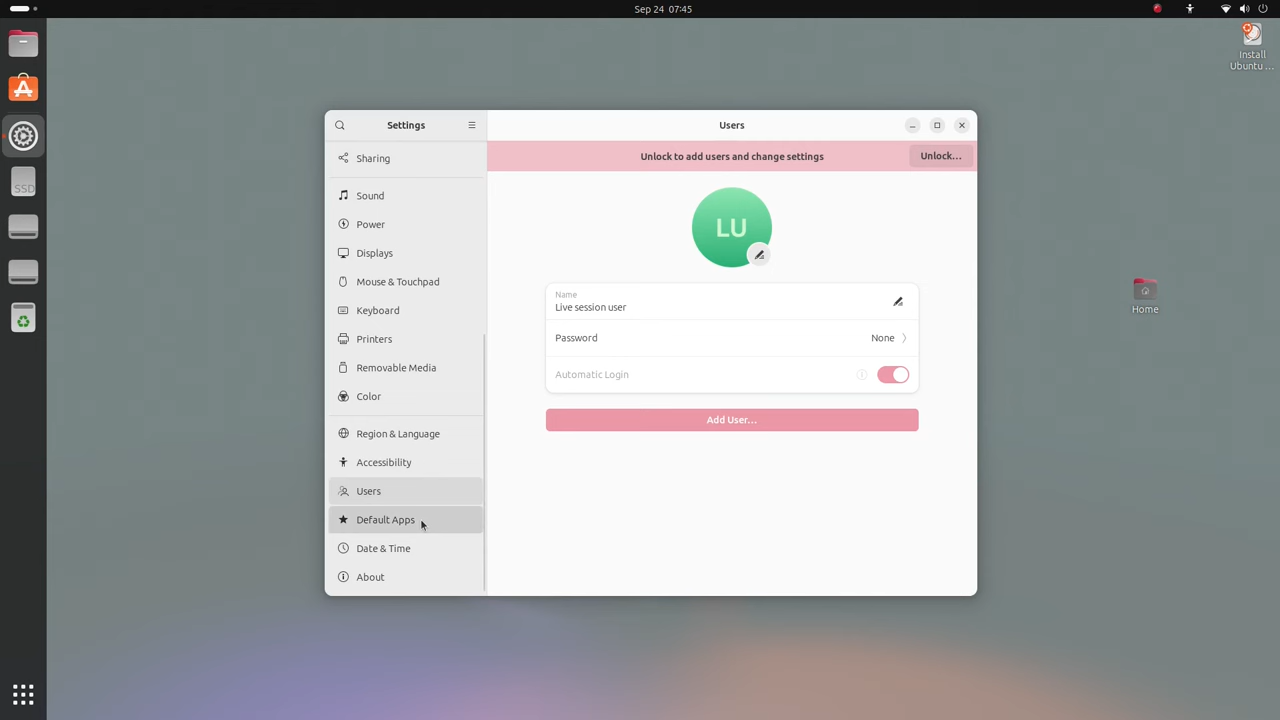 Sep 24 07:45
Install
Ubuntu ...
Settings
Users
Sharing
Unlock to add users and change settings
Unlock...
SSD
Sound
Power
Displays
Mouse & Touchpad
Keyboard
Printers
Removable Media
Color
Region & Language
Accessibility
Users
Default Apps
Date & Time
About
LU
Name
Live session user
Password
None
Automatic Login
Add User...
Home